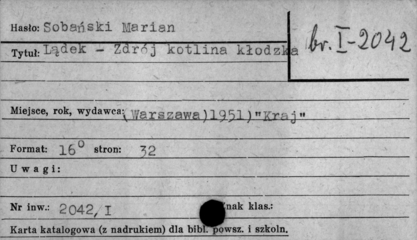 Hasło: Sobański Marian
br. I-2042
Tytuł: Lądek - Zdrój kotlina kłodzka
Miejsce, rok, wydawca: (Warszawa)1951)"Kraj"
Format: 16° stron: 32
Uwagi:
Nr inw.: 2042, I Znak klas.:
Karta katalogowa (z nadrukiem) dla bibl. powsz. i szkoln.